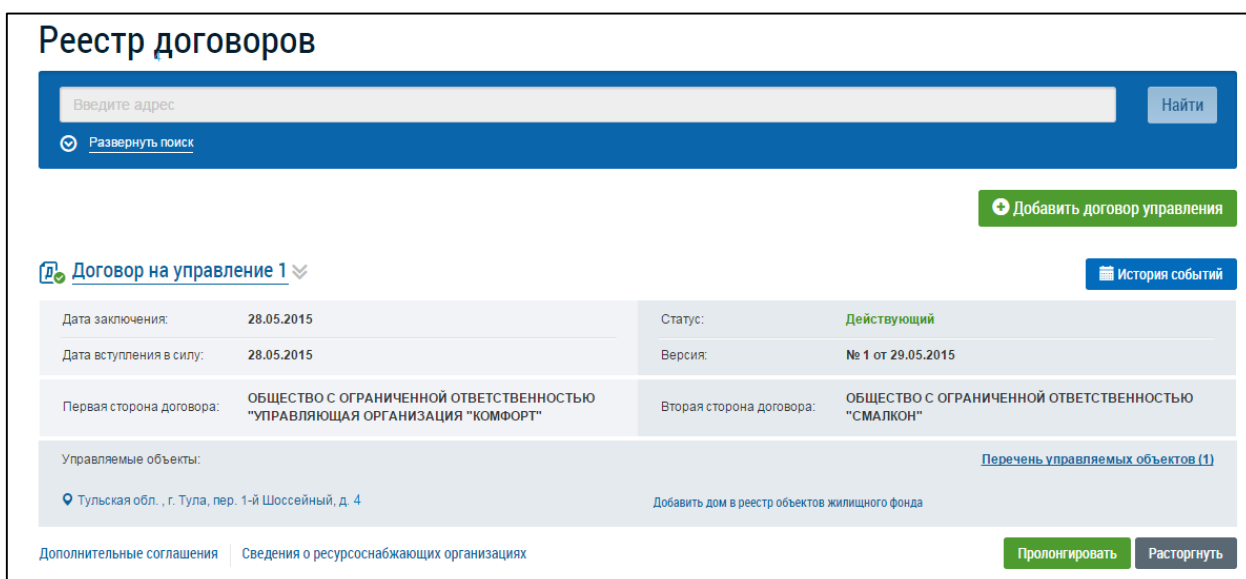 Реестр договоров
Введите адрес
Найти
Развернуть поиск
Добавить договор управления
Договор на управление 1
История событий
Дата заключения: 28.05.2015 Статус: Действующий
Дата вступления в силу: 28.05.2015 Версия: № 1 от 29.05.2015
Первая сторона договора: ОБЩЕСТВО С ОГРАНИЧЕННОЙ ОТВЕТСТВЕННОСТЬЮ
"УПРАВЛЯЮЩАЯ ОРГАНИЗАЦИЯ "КОМФОРТ"
Вторая сторона договора: ОБЩЕСТВО С ОГРАНИЧЕННОЙ ОТВЕТСТВЕННОСТЬЮ
"СМАЛКОН"
Управляемые объекты: Перечень управляемых объектов (1)
Тульская обл. , г. Тула, пер. 1-й Шоссейный, д. 4 Добавить дом в реестр объектов жилищного фонда
Дополнительные соглашения Сведения о ресурсоснабжающих организациях Пролонгировать Расторгнуть